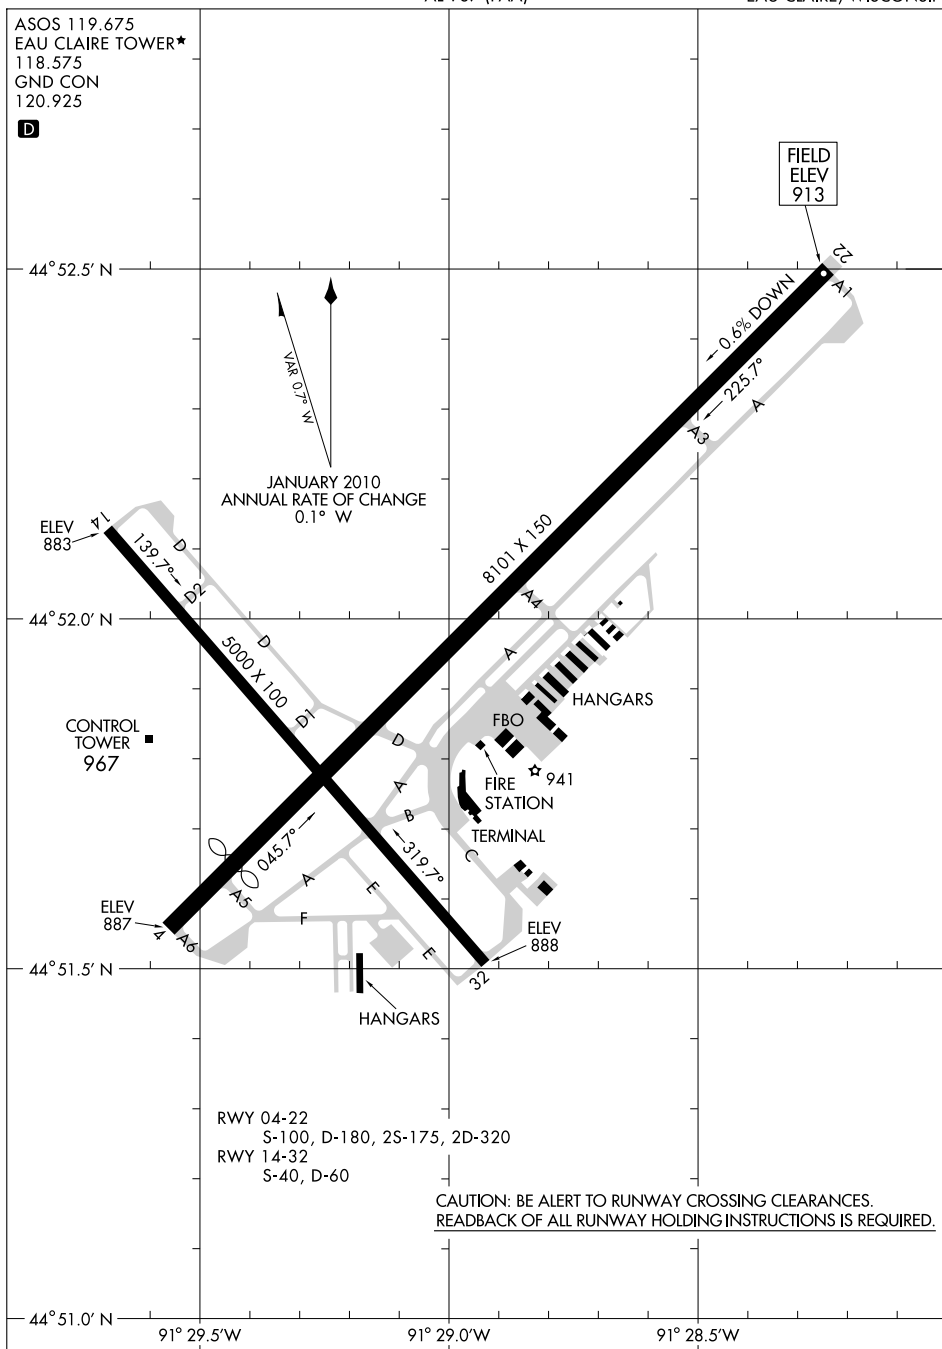 ASOS 119.675
EAU CLAIRE TOWER★
118.575
GND CON
120.925
D
FIELD
ELEV
913
22
A1
44°52.5' N
0.6% DOWN
225.7°
A
A3
VAR 0.7° W
JANUARY 2010
ANNUAL RATE OF CHANGE
0.1° W
14
ELEV
883
139.7°
D
D2
8101 X 150
A4
44°52.0' N
D
5000 X 100
A
HANGARS
D1
FBO
D
CONTROL
TOWER
967
FIRE
STATION
941
A
B
TERMINAL
045.7°
319.7°
C
A5
A
E
F
ELEV
887
4
A6
ELEV
888
E
32
44°51.5' N
HANGARS
RWY 04-22
S-100, D-180, 2S-175, 2D-320
RWY 14-32
S-40, D-60
CAUTION: BE ALERT TO RUNWAY CROSSING CLEARANCES.
READBACK OF ALL RUNWAY HOLDING INSTRUCTIONS IS REQUIRED.
44°51.0' N
91° 29.5'W
91° 29.0'W
91° 28.5'W